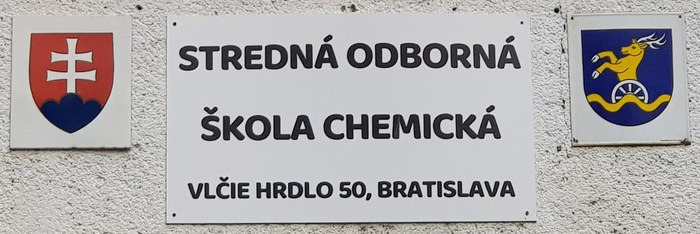 STREDNÁ ODBORNÁ
ŠKOLA CHEMICKÁ
VLČIE HRDLO 50, BRATISLAVA